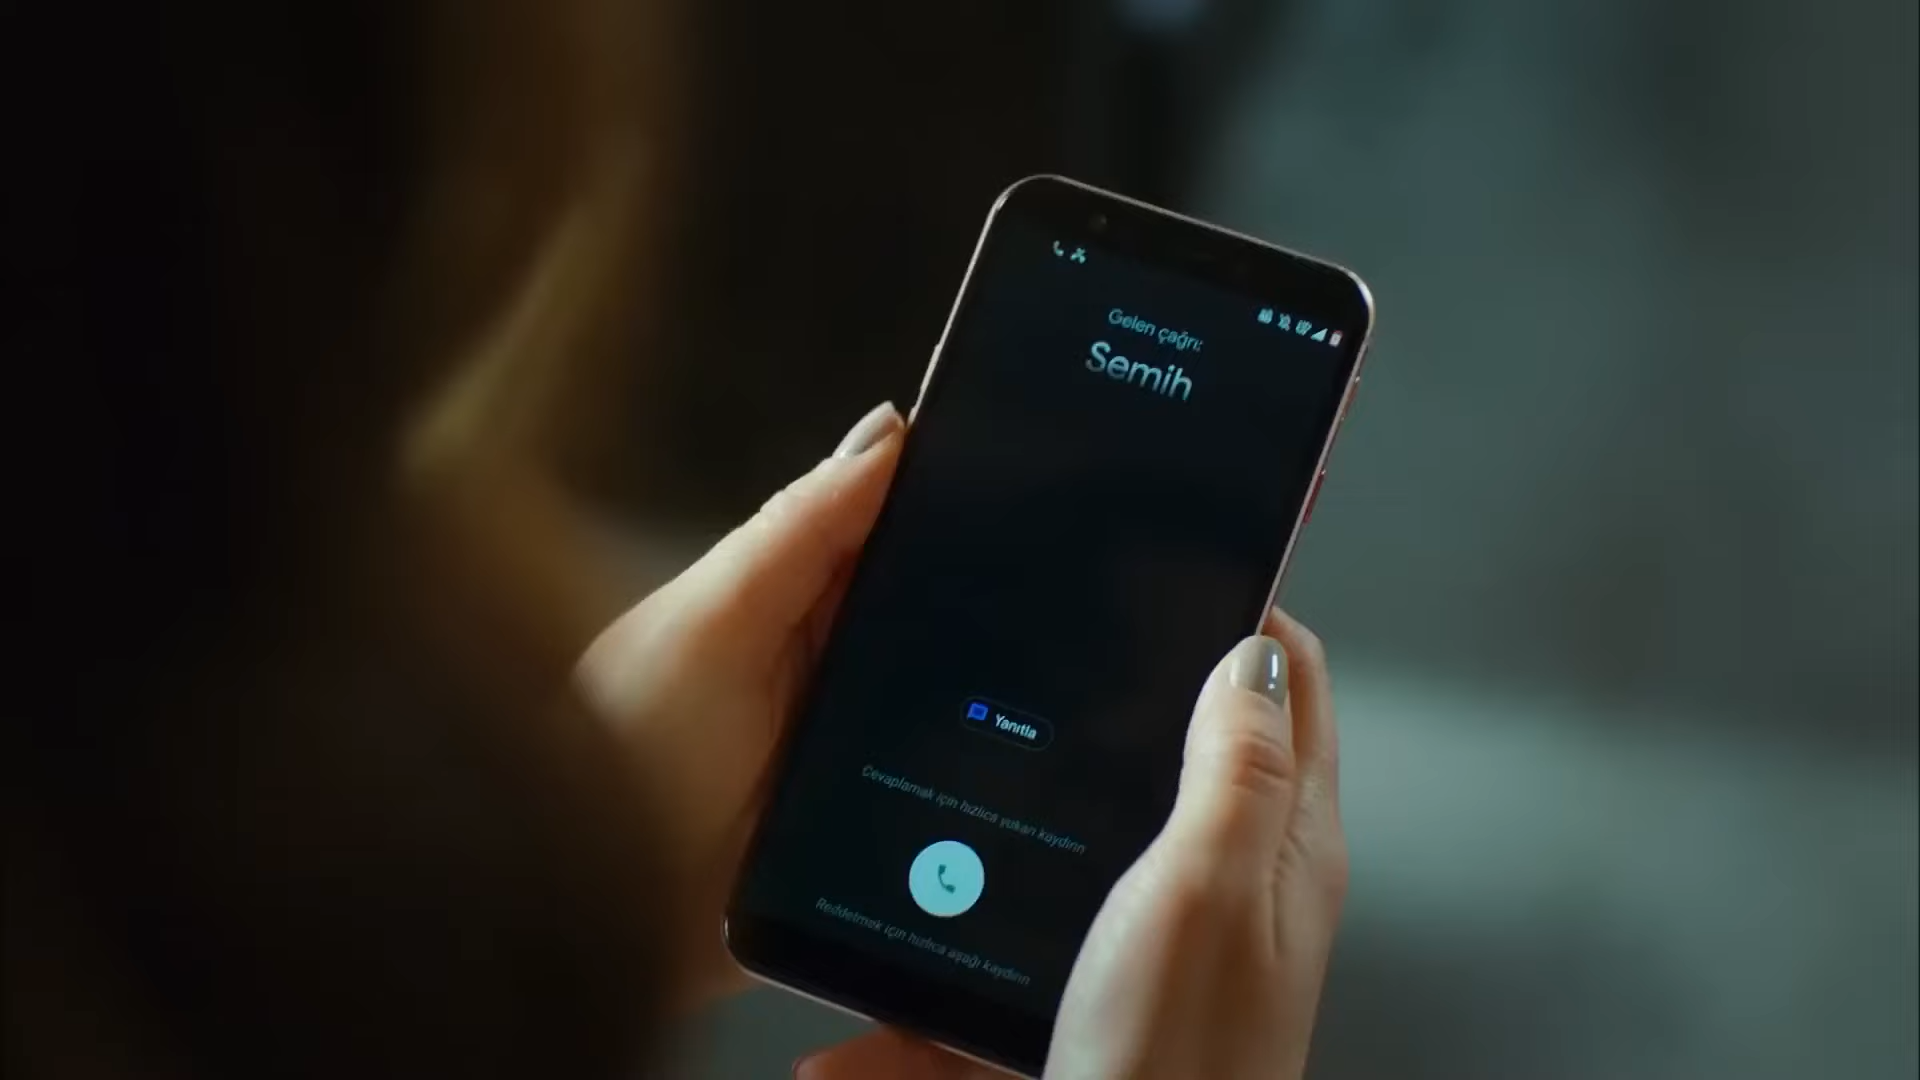 Gelen çağrı:
Semih
Yanıtla
Cevaplamak için hızlıca yukarı kaydırın
Reddetmek için hızlıca aşağı kaydırın